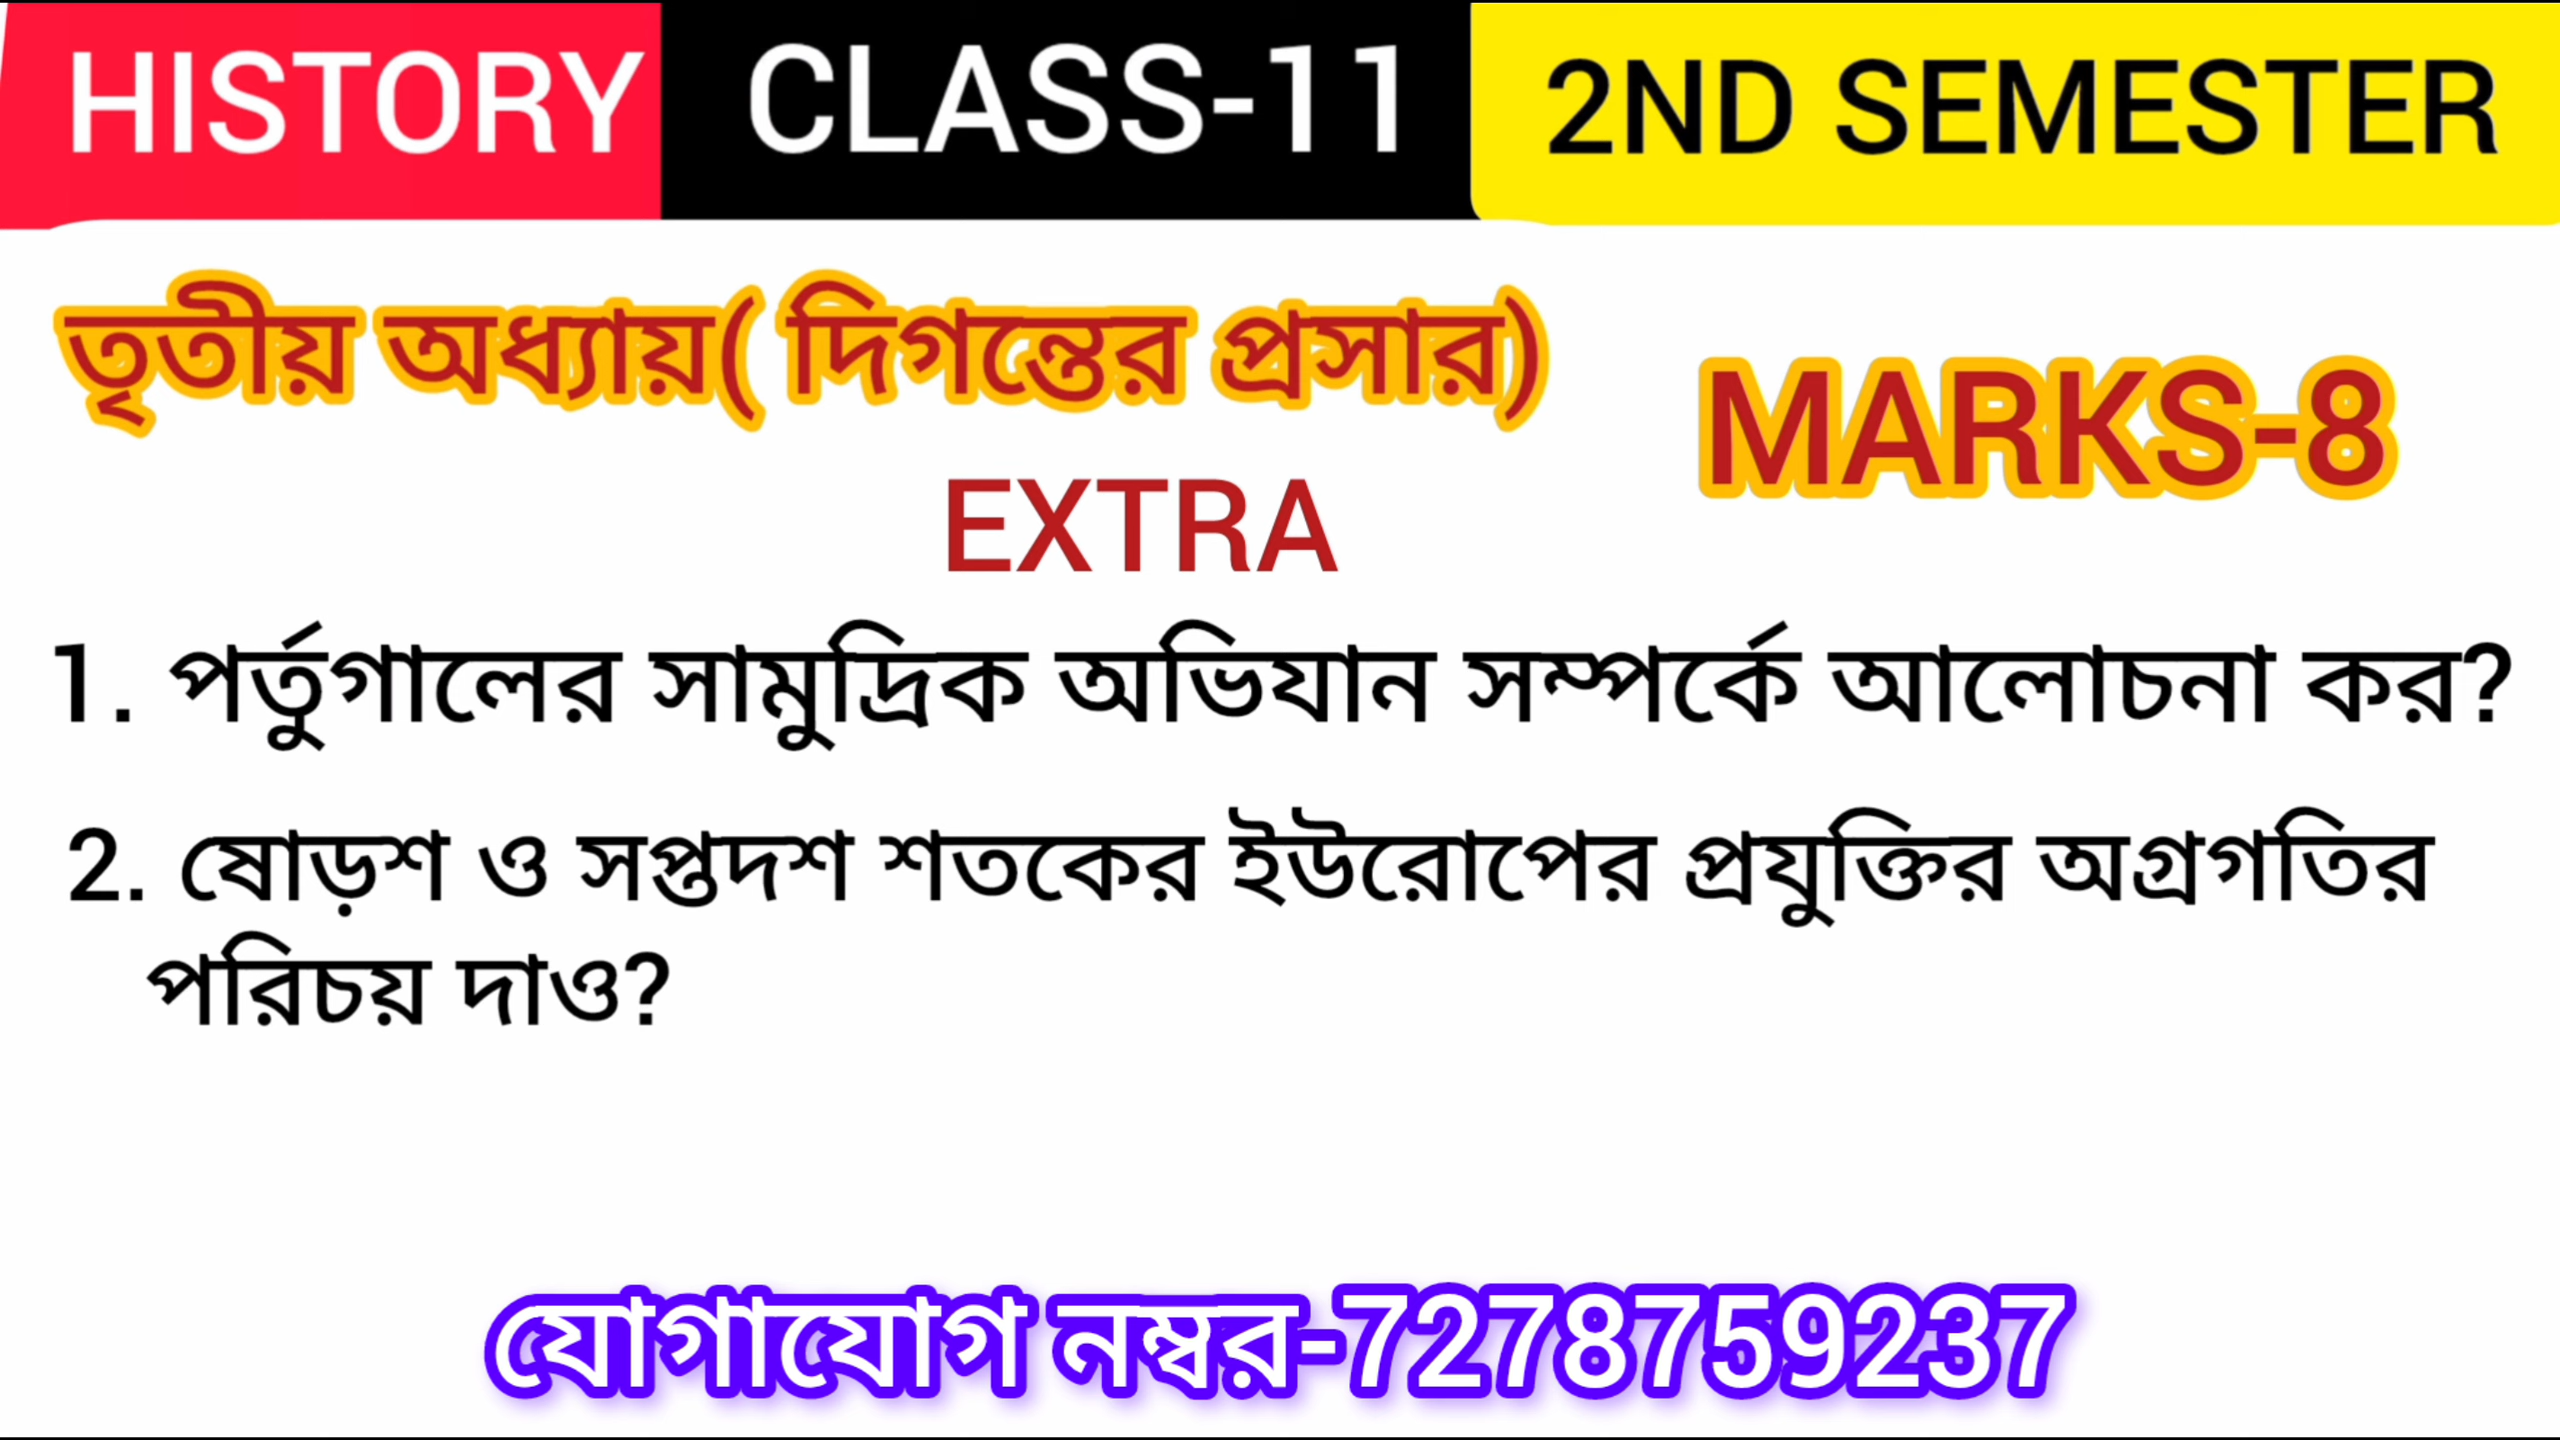 HISTORY CLASS-11 2ND SEMESTER
তৃতীয় অধ্যায়( দিগন্তের প্রসার)
MARKS-8
EXTRA
1. পর্তুগালের সামুদ্রিক অভিযান সম্পর্কে আলোচনা কর?
2. ষোড়শ ও সপ্তদশ শতকের ইউরোপের প্রযুক্তির অগ্রগতির
পরিচয় দাও?
যোগাযোগ নম্বর-7278759237